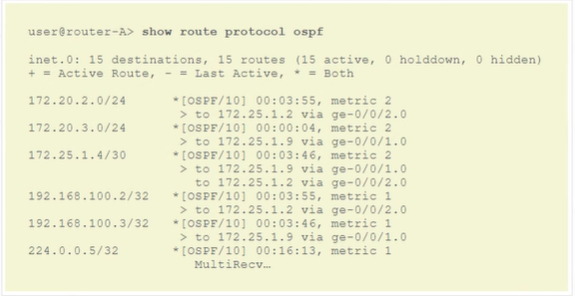 user@router-A> show route protocol ospf
inet.0: 15 destinations, 15 routes (15 active, 0 holddown, 0 hidden)
+ = Active Route, - = Last Active, * = Both
172.20.2.0/24 *[OSPF/10] 00:03:55, metric 2
> to 172.25.1.2 via ge-0/0/2.0
172.20.3.0/24 *[OSPF/10] 00:00:04, metric 2
> to 172.25.1.9 via ge-0/0/1.0
172.25.1.4/30 *[OSPF/10] 00:03:46, metric 2
> to 172.25.1.9 via ge-0/0/1.0
to 172.25.1.2 via ge-0/0/2.0
192.168.100.2/32 *[OSPF/10] 00:03:55, metric 1
> to 172.25.1.2 via ge-0/0/2.0
192.168.100.3/32 *[OSPF/10] 00:03:46, metric 1
> to 172.25.1.9 via ge-0/0/1.0
224.0.0.5/32 *[OSPF/10] 00:16:13, metric 1
MultiRecv…